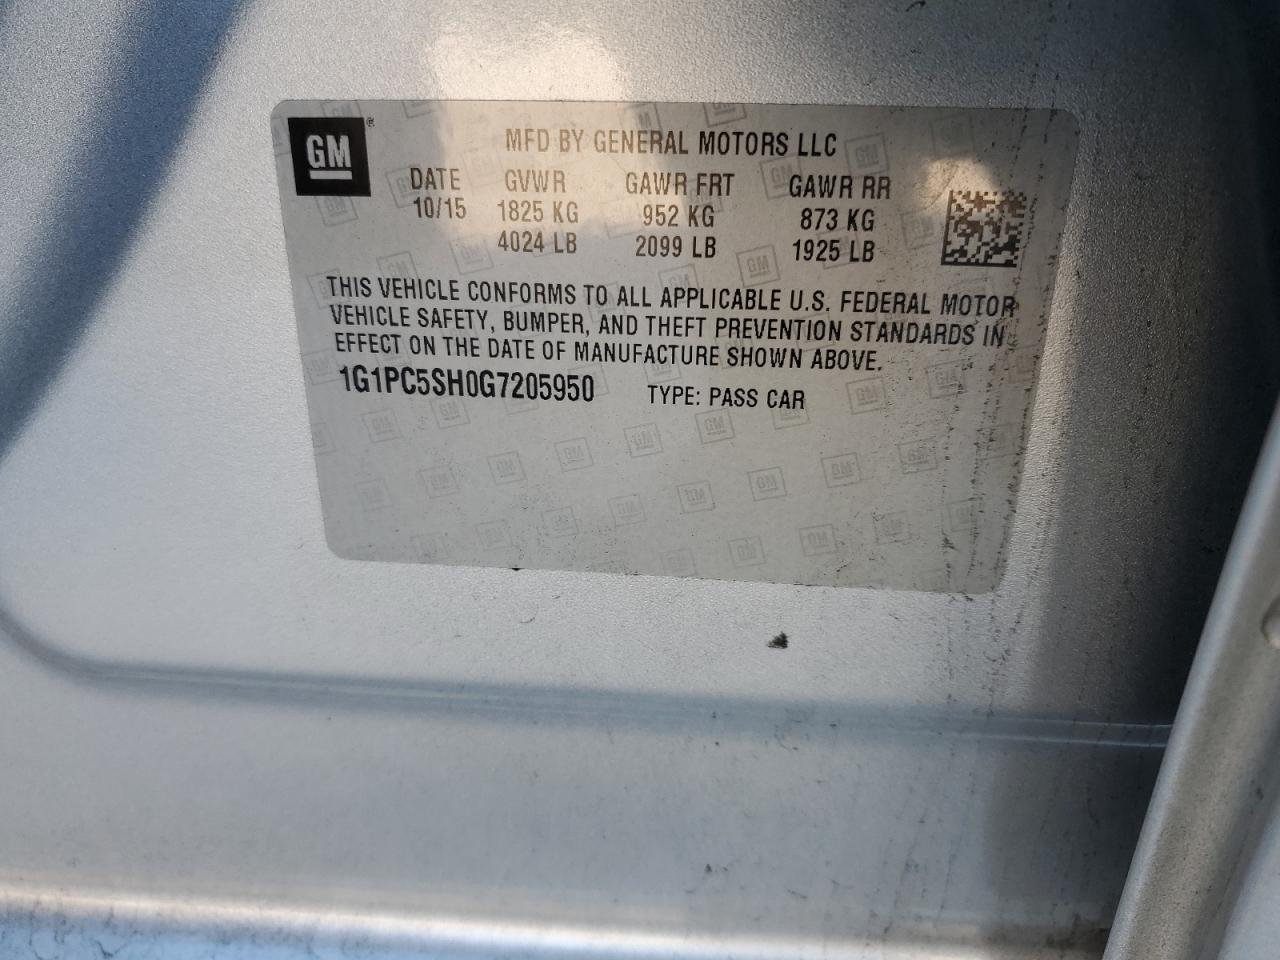 GM®
MFD BY GENERAL MOTORS LLC
DATE GVWR GAWR FRT GAWR RR
10/15 1825 KG 952 KG 873 KG
4024 LB 2099 LB 1925 LB
THIS VEHICLE CONFORMS TO ALL APPLICABLE U.S. FEDERAL MOTOR
VEHICLE SAFETY, BUMPER, AND THEFT PREVENTION STANDARDS IN
EFFECT ON THE DATE OF MANUFACTURE SHOWN ABOVE.
1G1PC5SH0G7205950 TYPE: PASS CAR